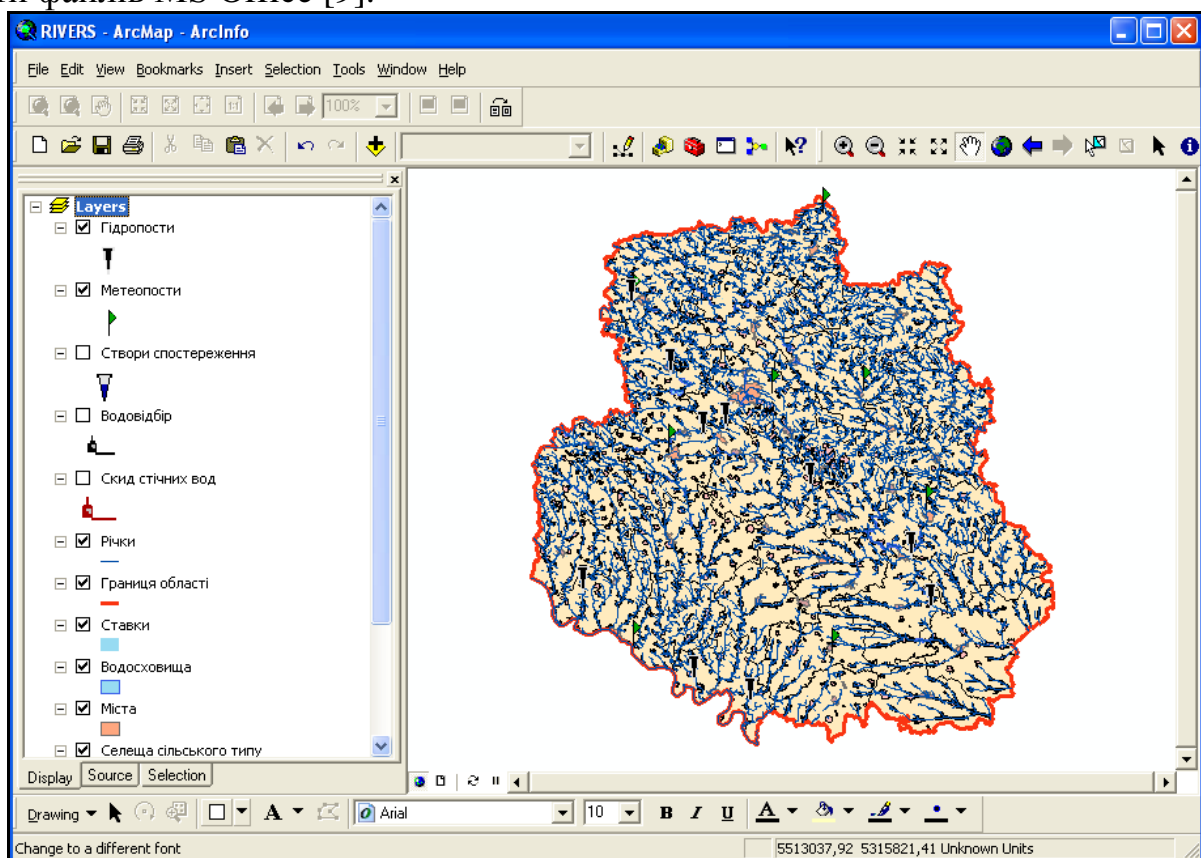 файлів MS Office [9].
RIVERS - ArcMap - ArcInfo
File Edit View Bookmarks Insert Selection Tools Window Help
1:1 100%
Layers
Гідропости
Метеопости
Створи спостереження
Водовідбір
Скид стічних вод
Річки
Границя області
Ставки
Водосховища
Міста
Селеща сільського типу
Display Source Selection
Drawing A Arial 10 B I U A
Change to a different font 5513037,92 5315821,41 Unknown Units